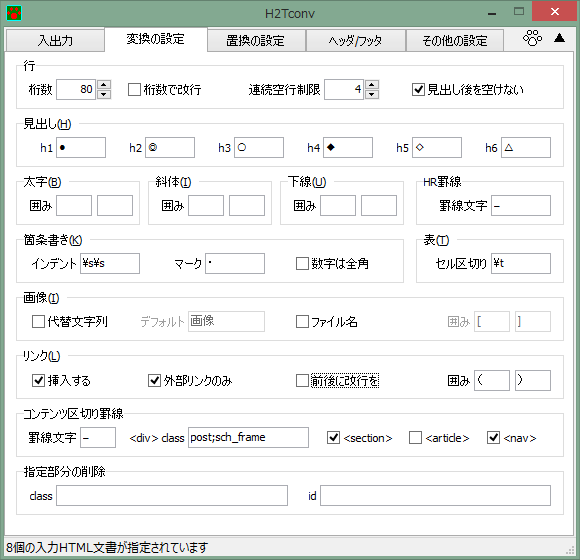 H2Tconv
入出力 変換の設定 置換の設定 ヘッダ/フッタ その他の設定 ▲
行
桁数 80 桁数で改行 連続空行制限 4 見出し後を空けない
見出し(H)
h1 ● h2 ◎ h3 ○ h4 ◆ h5 ◇ h6 △
太字(B) 斜体(I) 下線(U) HR罫線
囲み 囲み 囲み 罫線文字 −
箇条書き(K) 表(T)
インデント ¥s¥s マーク ・ 数字は全角 セル区切り ¥t
画像(I)
代替文字列 デフォルト 画像 ファイル名 囲み [ ]
リンク(L)
挿入する 外部リンクのみ 前後に改行を 囲み ( )
コンテンツ区切り罫線
罫線文字 − <div> class post;sch_frame <section> <article> <nav>
指定部分の削除
class id
8個の入力HTML文書が指定されています